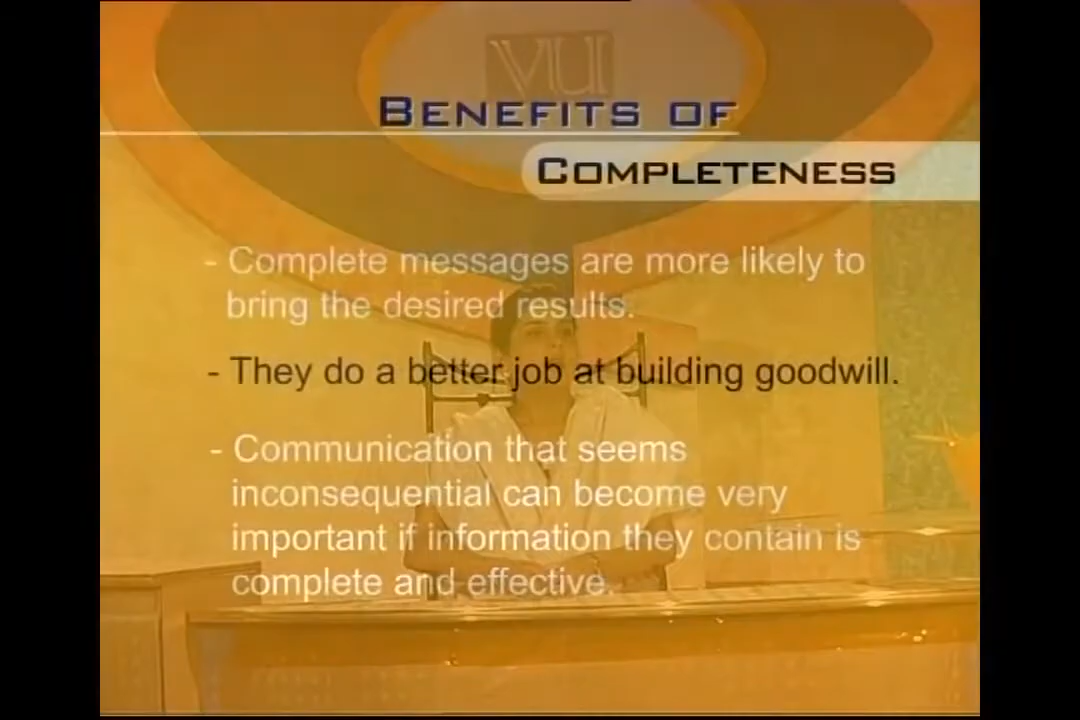 VU
BENEFITS OF
COMPLETENESS
- Complete messages are more likely to
bring the desired results.
- They do a better job at building goodwill.
- Communication that seems
inconsequential can become very
important if information they contain is
complete and effective.